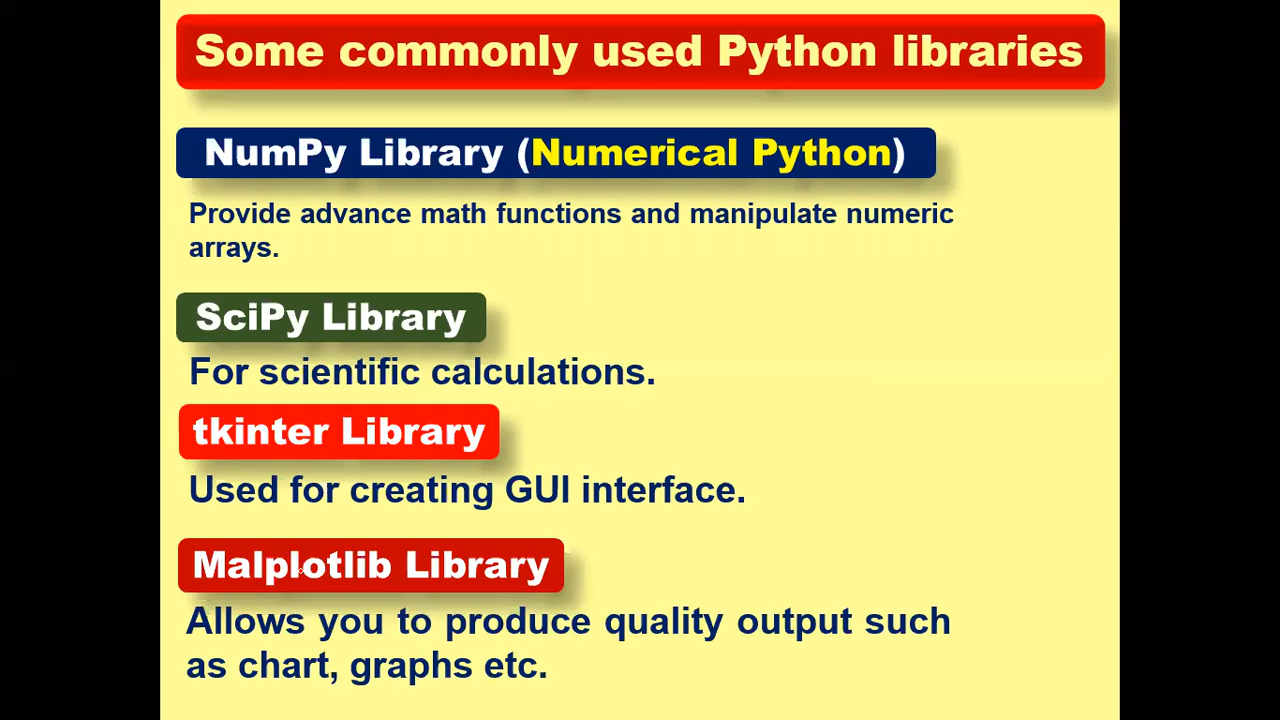 Some commonly used Python libraries
NumPy Library (Numerical Python)
Provide advance math functions and manipulate numeric
arrays.
SciPy Library
For scientific calculations.
tkinter Library
Used for creating GUI interface.
Malplotlib Library
Allows you to produce quality output such
as chart, graphs etc.